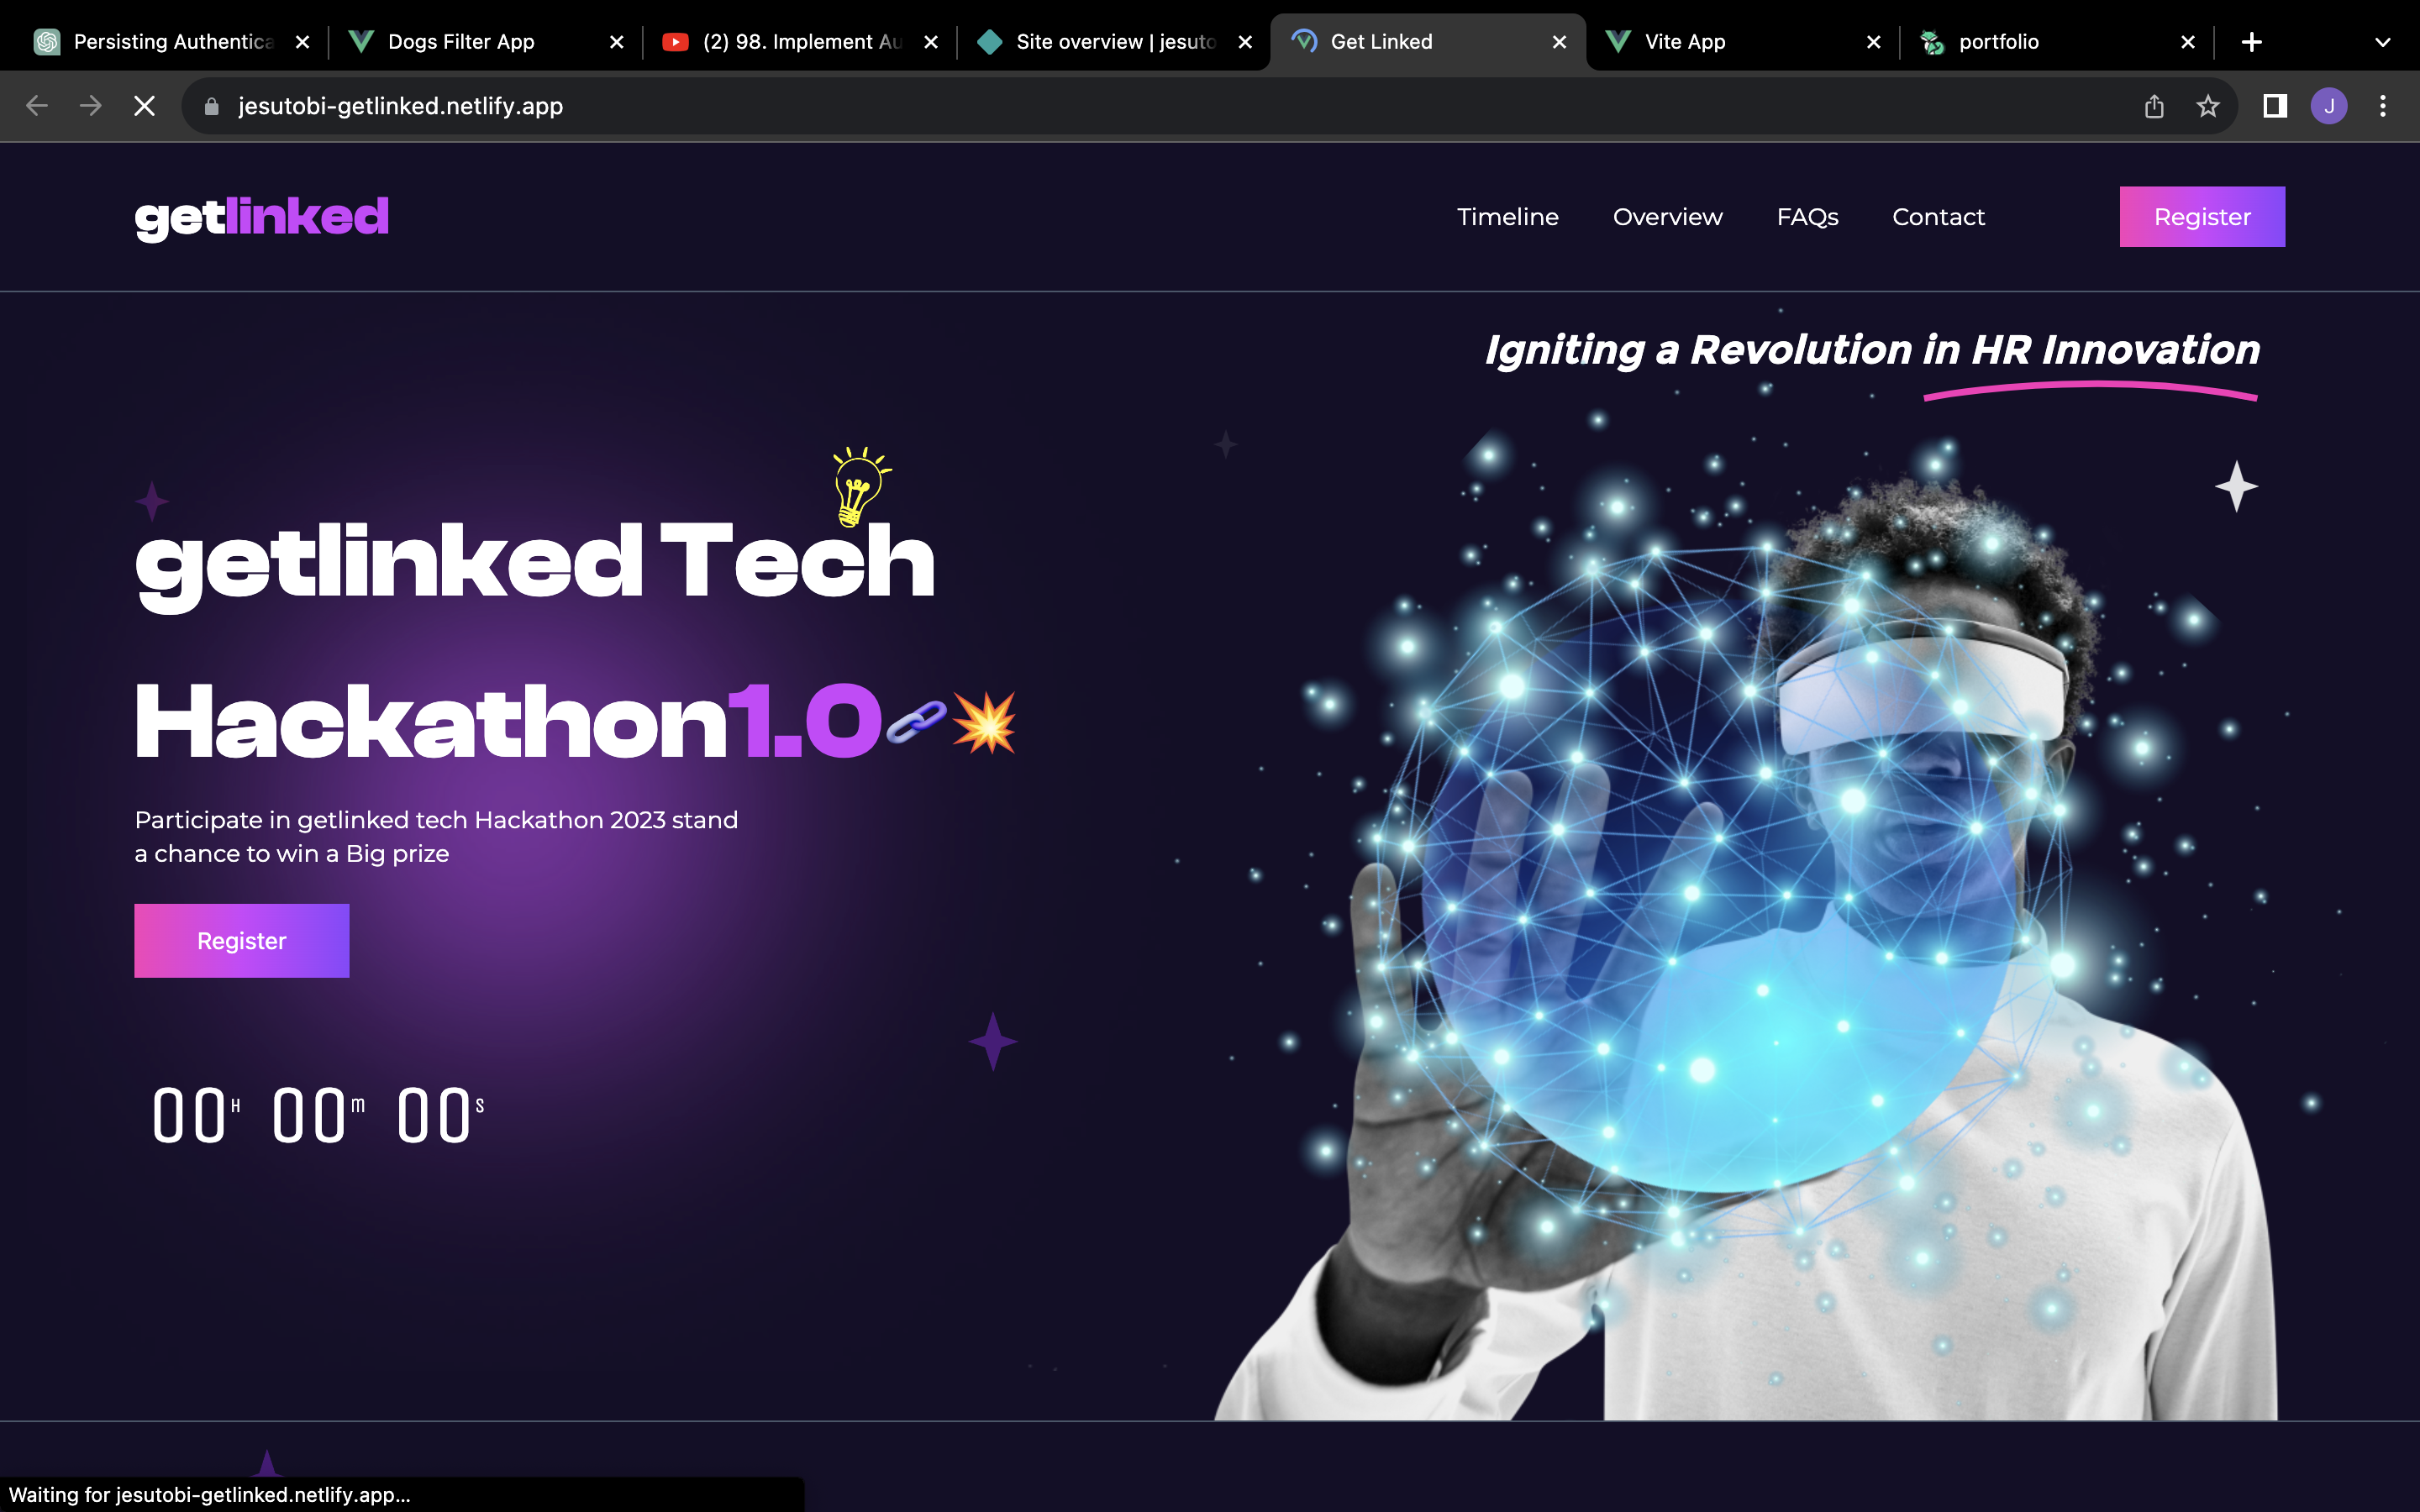 Persisting Authentica
Dogs Filter App
(2) 98. Implement Au
Site overview | jesuto
Get Linked
Vite App
portfolio
jesutobi-getlinked.netlify.app
J
getlinked
Timeline
Overview
FAQs
Contact
Register
Igniting a Revolution in HR Innovation
getlinked Tech
Hackathon1.0🔗💥
Participate in getlinked tech Hackathon 2023 stand
a chance to win a Big prize
Register
00H 00M 00S
Waiting for jesutobi-getlinked.netlify.app...